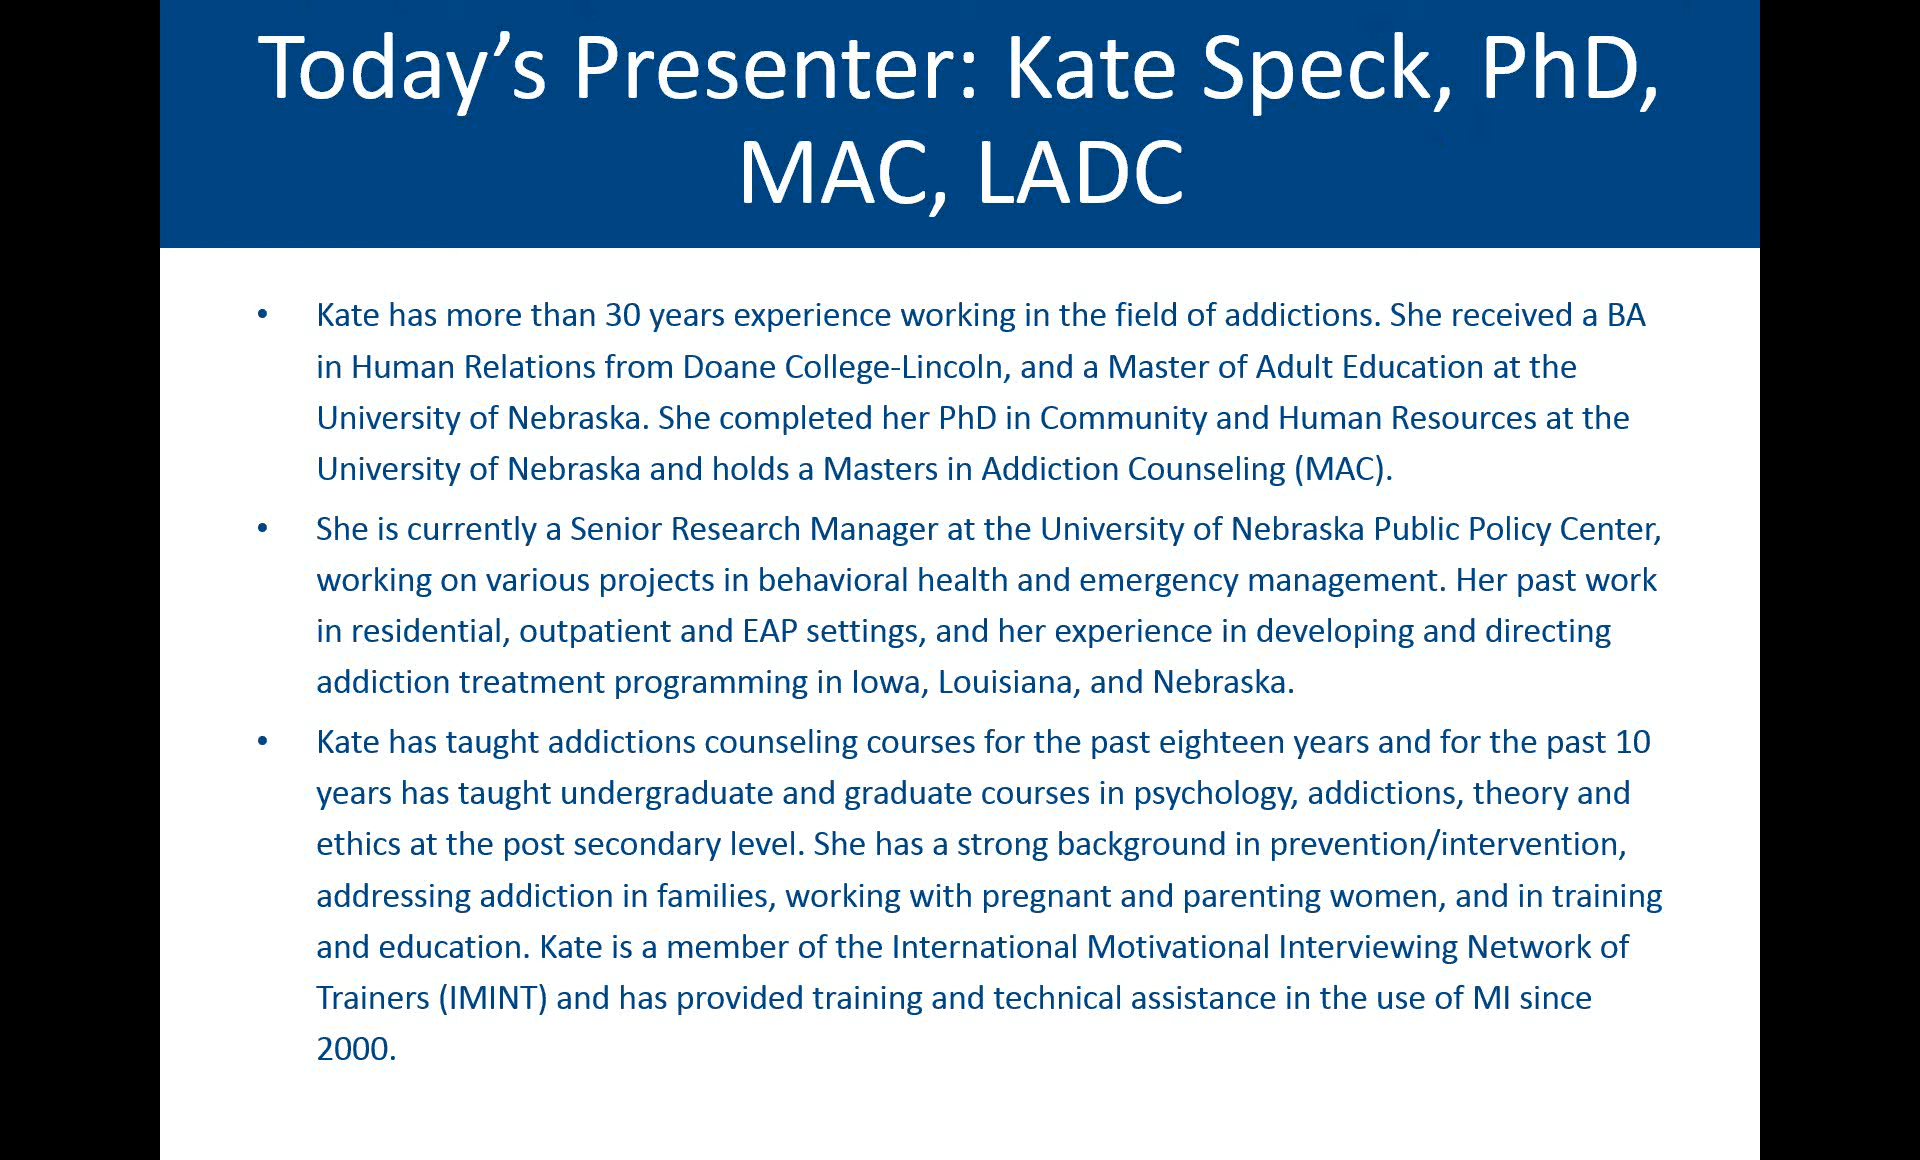 Today’s Presenter: Kate Speck, PhD,
MAC, LADC
• Kate has more than 30 years experience working in the field of addictions. She received a BA
in Human Relations from Doane College-Lincoln, and a Master of Adult Education at the
University of Nebraska. She completed her PhD in Community and Human Resources at the
University of Nebraska and holds a Masters in Addiction Counseling (MAC).
• She is currently a Senior Research Manager at the University of Nebraska Public Policy Center,
working on various projects in behavioral health and emergency management. Her past work
in residential, outpatient and EAP settings, and her experience in developing and directing
addiction treatment programming in Iowa, Louisiana, and Nebraska.
• Kate has taught addictions counseling courses for the past eighteen years and for the past 10
years has taught undergraduate and graduate courses in psychology, addictions, theory and
ethics at the post secondary level. She has a strong background in prevention/intervention,
addressing addiction in families, working with pregnant and parenting women, and in training
and education. Kate is a member of the International Motivational Interviewing Network of
Trainers (IMINT) and has provided training and technical assistance in the use of MI since
2000.